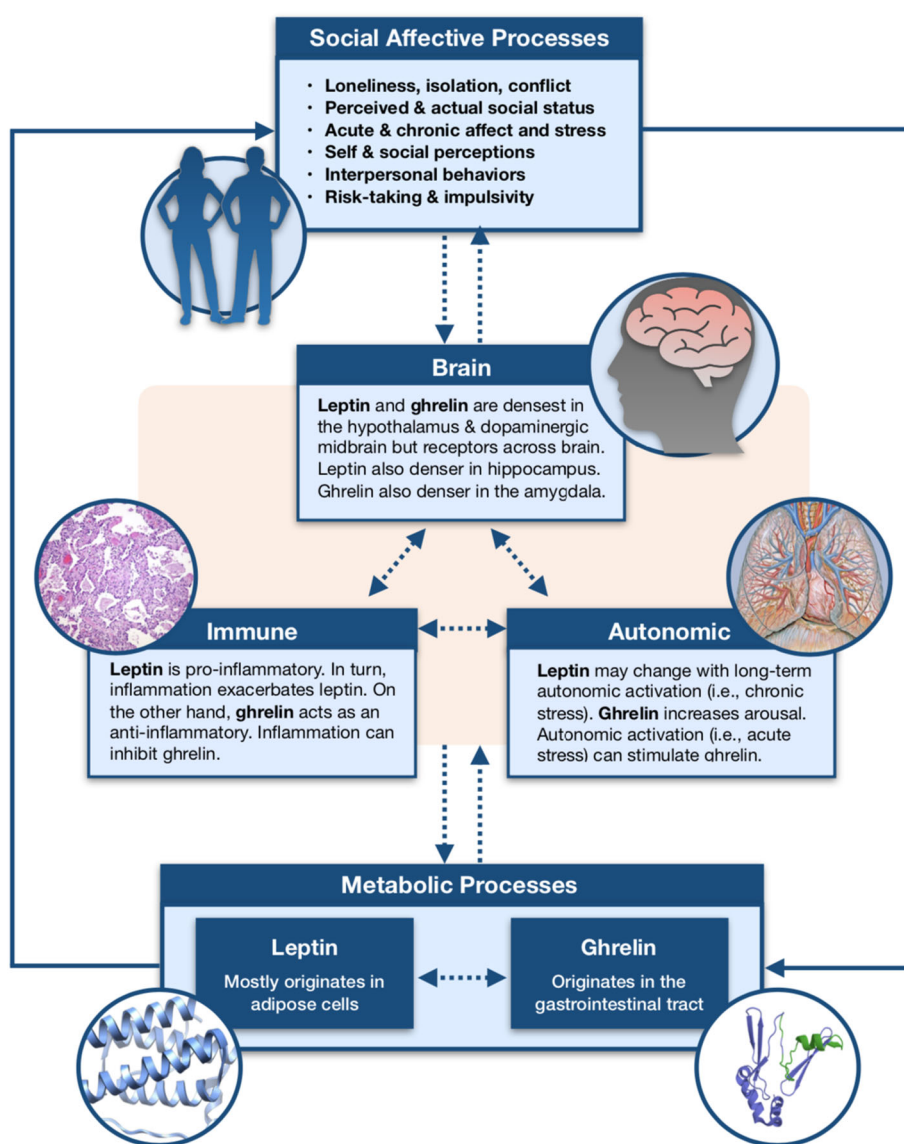 Social Affective Processes
· Loneliness, isolation, conflict
· Perceived & actual social status
· Acute & chronic affect and stress
· Self & social perceptions
· Interpersonal behaviors
· Risk-taking & impulsivity
Brain
Leptin and ghrelin are densest in
the hypothalamus & dopaminergic
midbrain but receptors across brain.
Leptin also denser in hippocampus.
Ghrelin also denser in the amygdala.
Immune
Leptin is pro-inflammatory. In turn,
inflammation exacerbates leptin. On
the other hand, ghrelin acts as an
anti-inflammatory. Inflammation can
inhibit ghrelin.
Autonomic
Leptin may change with long-term
autonomic activation (i.e., chronic
stress). Ghrelin increases arousal.
Autonomic activation (i.e., acute
stress) can stimulate ghrelin.
Metabolic Processes
Leptin
Mostly originates in
adipose cells
Ghrelin
Originates in the
gastrointestinal tract